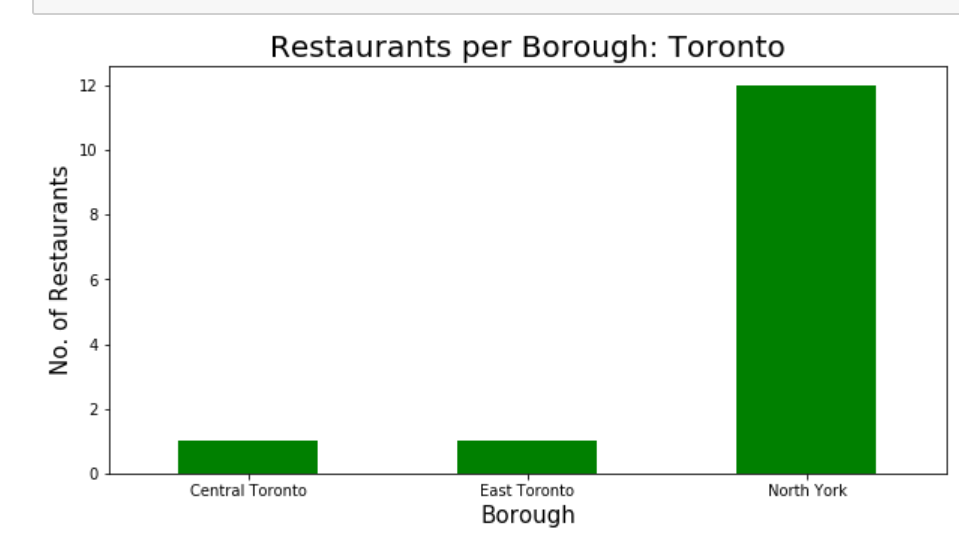 Restaurants per Borough: Toronto
No. of Restaurants
12
10
8
6
4
2
0
Central Toronto East Toronto North York
Borough